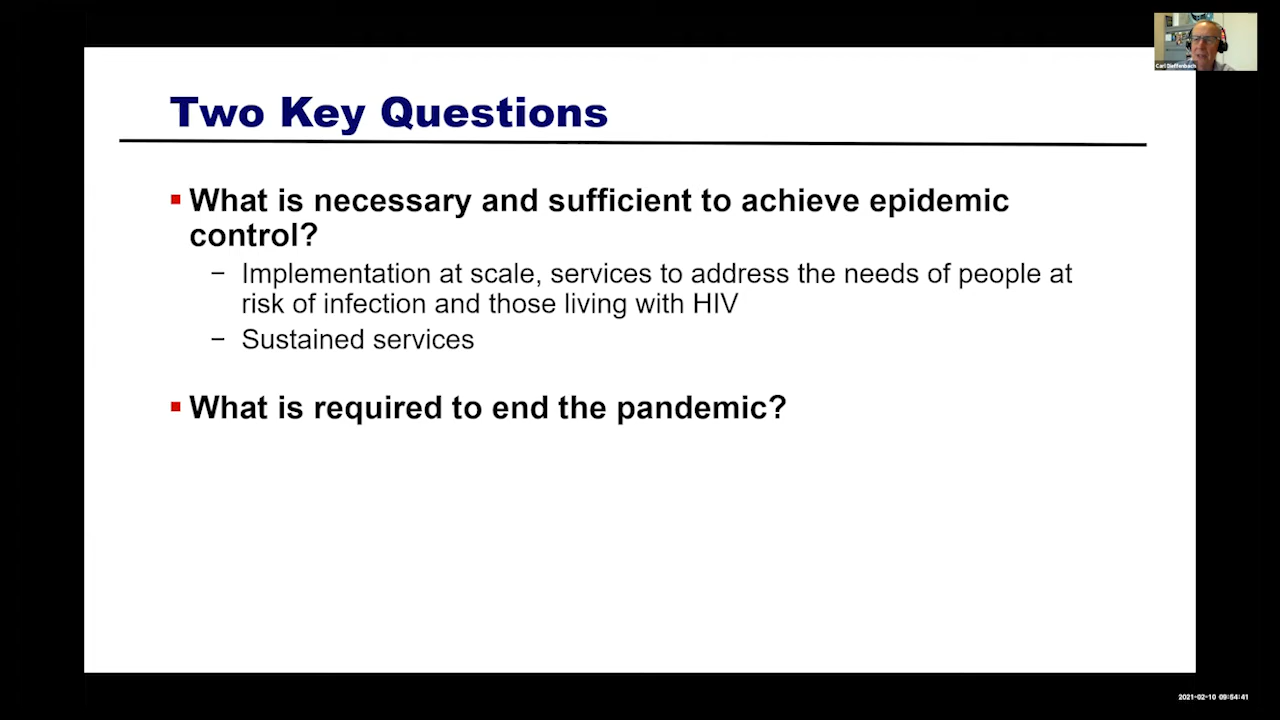 Carl Dieffenbach
Two Key Questions
What is necessary and sufficient to achieve epidemic
control?
– Implementation at scale, services to address the needs of people at
risk of infection and those living with HIV
– Sustained services
What is required to end the pandemic?
2021-02-10 09:54:41